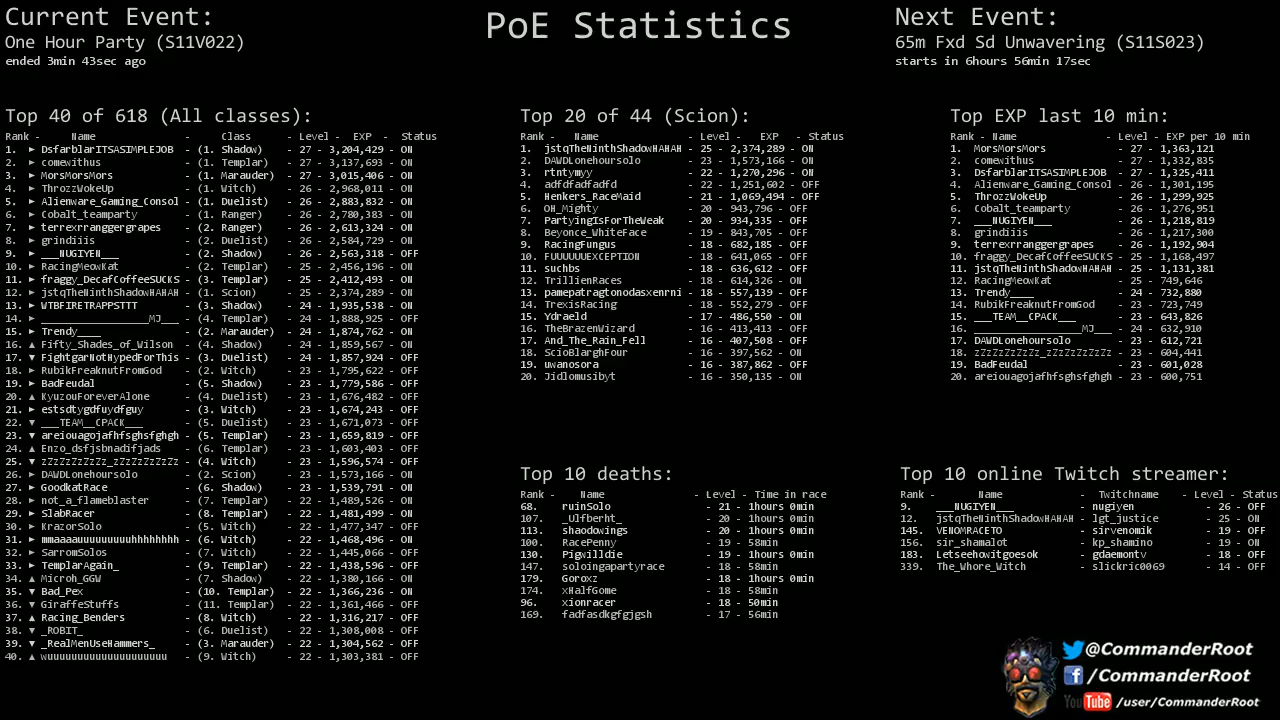 Current Event:
One Hour Party (S11V022)
ended 3min 43sec ago
PoE Statistics
Next Event:
65m Fxd Sd Unwavering (S11S023)
starts in 6hours 56min 17sec
Top 40 of 618 (All classes):
Rank - Name - Class - Level - EXP - Status
1. ► DsfarblarITSASIMPLEJOB - (1. Shadow) - 27 - 3,204,429 - ON
2. ► comewithus - (1. Templar) - 27 - 3,137,693 - ON
3. ► MorsMorsMors - (1. Marauder) - 27 - 3,015,406 - ON
4. ► ThrozzWokeUp - (1. Witch) - 26 - 2,968,011 - ON
5. ► Alienware_Gaming_Consol - (1. Duelist) - 26 - 2,883,832 - ON
6. ► Cobalt_teamparty - (1. Ranger) - 26 - 2,780,383 - ON
7. ► terrexrranggergrapes - (2. Ranger) - 26 - 2,613,324 - ON
8. ► grindiiis - (2. Duelist) - 26 - 2,584,729 - ON
9. ► ___NUGIYEN___ - (2. Shadow) - 26 - 2,563,318 - OFF
10. ► RacingMeowKat - (2. Templar) - 25 - 2,456,196 - ON
11. ► fraggy_DecafCoffeeSUCKS - (3. Templar) - 25 - 2,412,493 - ON
12. ► jstqTheNinthShadowHAHAH - (1. Scion) - 25 - 2,374,289 - ON
13. ► WTBFIRETRAPPSTTT - (3. Shadow) - 24 - 1,935,538 - ON
14. ► __________________MJ___ - (4. Templar) - 24 - 1,888,925 - OFF
15. ► Trendy____ - (2. Marauder) - 24 - 1,874,762 - ON
16. ▲ Fifty_Shades_of_Wilson - (4. Shadow) - 24 - 1,859,567 - ON
17. ▼ FightgarNotHypedForThis - (3. Duelist) - 24 - 1,857,924 - OFF
18. ► RubikFreaknutFromGod - (2. Witch) - 23 - 1,795,622 - OFF
19. ► BadFeudal - (5. Shadow) - 23 - 1,779,586 - OFF
20. ▲ KyuzouForeverAlone - (4. Duelist) - 23 - 1,676,482 - OFF
21. ► estsdtygdfuydfguy - (3. Witch) - 23 - 1,674,243 - OFF
22. ▼ ___TEAM__CPACK___ - (5. Duelist) - 23 - 1,671,073 - OFF
23. ▼ areiouagojafhfsghsfghgh - (5. Templar) - 23 - 1,659,819 - OFF
24. ▲ Enzo_dsfjsbnadifjads - (6. Templar) - 23 - 1,603,403 - OFF
25. ▼ zZzZzZzZzZz_zZzZzZzZzZz - (4. Witch) - 23 - 1,596,574 - OFF
26. ► DAWDLonehoursolo - (2. Scion) - 23 - 1,573,166 - ON
27. ► GoodkatRace - (6. Shadow) - 23 - 1,539,791 - ON
28. ► not_a_flameblaster - (7. Templar) - 22 - 1,489,526 - ON
29. ► SlabRacer - (8. Templar) - 22 - 1,481,499 - ON
30. ► KrazorSolo - (5. Witch) - 22 - 1,477,347 - OFF
31. ► mmaaaauuuuuuuuuhhhhhhhh - (6. Witch) - 22 - 1,468,496 - ON
32. ► SarromSolos - (7. Witch) - 22 - 1,445,066 - OFF
33. ► TemplarAgain_ - (9. Templar) - 22 - 1,438,596 - OFF
34. ▲ Microh_GGW - (7. Shadow) - 22 - 1,380,166 - ON
35. ▼ Bad_Pex - (10. Templar) - 22 - 1,366,236 - ON
36. ▼ GiraffeStuffs - (11. Templar) - 22 - 1,361,466 - OFF
37. ▲ Racing_Benders - (8. Witch) - 22 - 1,316,217 - OFF
38. ▼ _ROBIT_ - (6. Duelist) - 22 - 1,308,008 - OFF
39. ▼ _RealMenUseHammers_ - (3. Marauder) - 22 - 1,304,562 - OFF
40. ▲ wuuuuuuuuuuuuuuuuuuuu - (9. Witch) - 22 - 1,303,381 - OFF
Top 20 of 44 (Scion):
Rank - Name - Level - EXP - Status
1. jstqTheNinthShadowHAHAH - 25 - 2,374,289 - ON
2. DAWDLonehoursolo - 23 - 1,573,166 - ON
3. rtntymyy - 22 - 1,270,296 - ON
4. adfdfadfadfd - 22 - 1,251,602 - OFF
5. Henkers_RaceMaid - 21 - 1,069,494 - OFF
6. OH_Mighty - 20 - 943,796 - OFF
7. PartyingIsForTheWeak - 20 - 934,335 - OFF
8. Beyonce_WhiteFace - 19 - 843,705 - OFF
9. RacingFungus - 18 - 682,185 - OFF
10. FUUUUUUEXCEPTION - 18 - 641,065 - OFF
11. suchbs - 18 - 636,612 - OFF
12. TrillienRaces - 18 - 614,326 - ON
13. pamepatragtonodasxenrni - 18 - 557,139 - OFF
14. TrexisRacing - 18 - 552,279 - OFF
15. Ydraeld - 17 - 486,550 - ON
16. TheBrazenWizard - 16 - 413,413 - OFF
17. And_The_Rain_Fell - 16 - 407,508 - OFF
18. ScioBlarghFour - 16 - 397,562 - ON
19. uwanosora - 16 - 387,862 - OFF
20. Jidlomusibyt - 16 - 350,135 - ON
Top EXP last 10 min:
Rank - Name - Level - EXP per 10 min
1. MorsMorsMors - 27 - 1,363,121
2. comewithus - 27 - 1,332,835
3. DsfarblarITSASIMPLEJOB - 27 - 1,325,411
4. Alienware_Gaming_Consol - 26 - 1,301,195
5. ThrozzWokeUp - 26 - 1,299,925
6. Cobalt_teamparty - 26 - 1,276,951
7. ___NUGIYEN___ - 26 - 1,218,819
8. grindiiis - 26 - 1,217,300
9. terrexrranggergrapes - 26 - 1,192,904
10. fraggy_DecafCoffeeSUCKS - 25 - 1,168,497
11. jstqTheNinthShadowHAHAH - 25 - 1,131,381
12. RacingMeowKat - 25 - 749,646
13. Trendy____ - 24 - 732,880
14. RubikFreaknutFromGod - 23 - 723,749
15. ___TEAM__CPACK___ - 23 - 643,826
16. __________________MJ___ - 24 - 632,910
17. DAWDLonehoursolo - 23 - 612,721
18. zZzZzZzZzZz_zZzZzZzZzZz - 23 - 604,441
19. BadFeudal - 23 - 601,028
20. areiouagojafhfsghsfghgh - 23 - 600,751
Top 10 deaths:
Rank - Name - Level - Time in race
68. ruinSolo - 21 - 1hours 0min
107. _Ulfberht_ - 20 - 1hours 0min
113. shaodowings - 20 - 1hours 0min
100. RacePenny - 19 - 58min
130. Pigwilldie - 19 - 1hours 0min
147. soloingapartyrace - 18 - 58min
179. Goroxz - 18 - 1hours 0min
174. xHalfGome - 18 - 58min
96. xionracer - 18 - 50min
169. fadfasdkgfgjgsh - 17 - 56min
Top 10 online Twitch streamer:
Rank - Name - Twitchname - Level - Status
9. ___NUGIYEN___ - nugiyen - 26 - OFF
12. jstqTheNinthShadowHAHAH - lgt_justice - 25 - ON
145. VENOMRACETO - sirvenomik - 19 - OFF
156. sir_shamalot - kp_shamino - 19 - ON
183. Letseehowitgoesok - gdaemontv - 18 - OFF
339. The_Whore_Witch - slickric0069 - 14 - OFF
@CommanderRoot
/CommanderRoot
YouTube /user/CommanderRoot